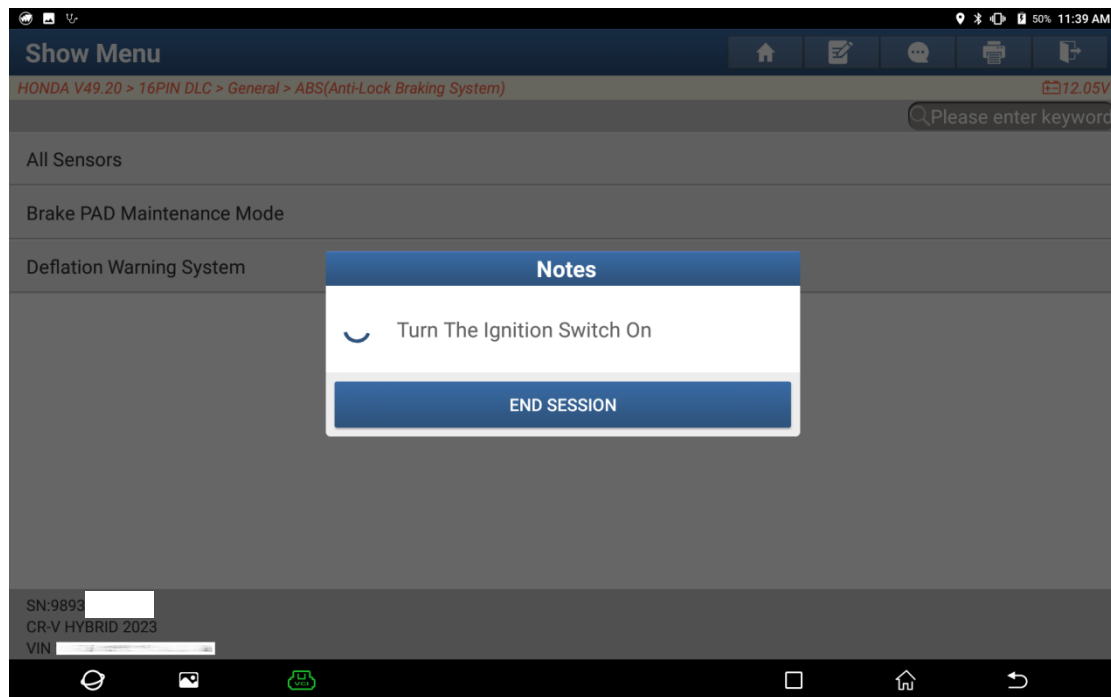 50% 11:39 AM
Show Menu
HONDA V49.20 > 16PIN DLC > General > ABS(Anti-Lock Braking System) 12.05V
Please enter keyword
All Sensors
Brake PAD Maintenance Mode
Deflation Warning System
Notes
Turn The Ignition Switch On
END SESSION
SN:9893
CR-V HYBRID 2023
VIN
VCI